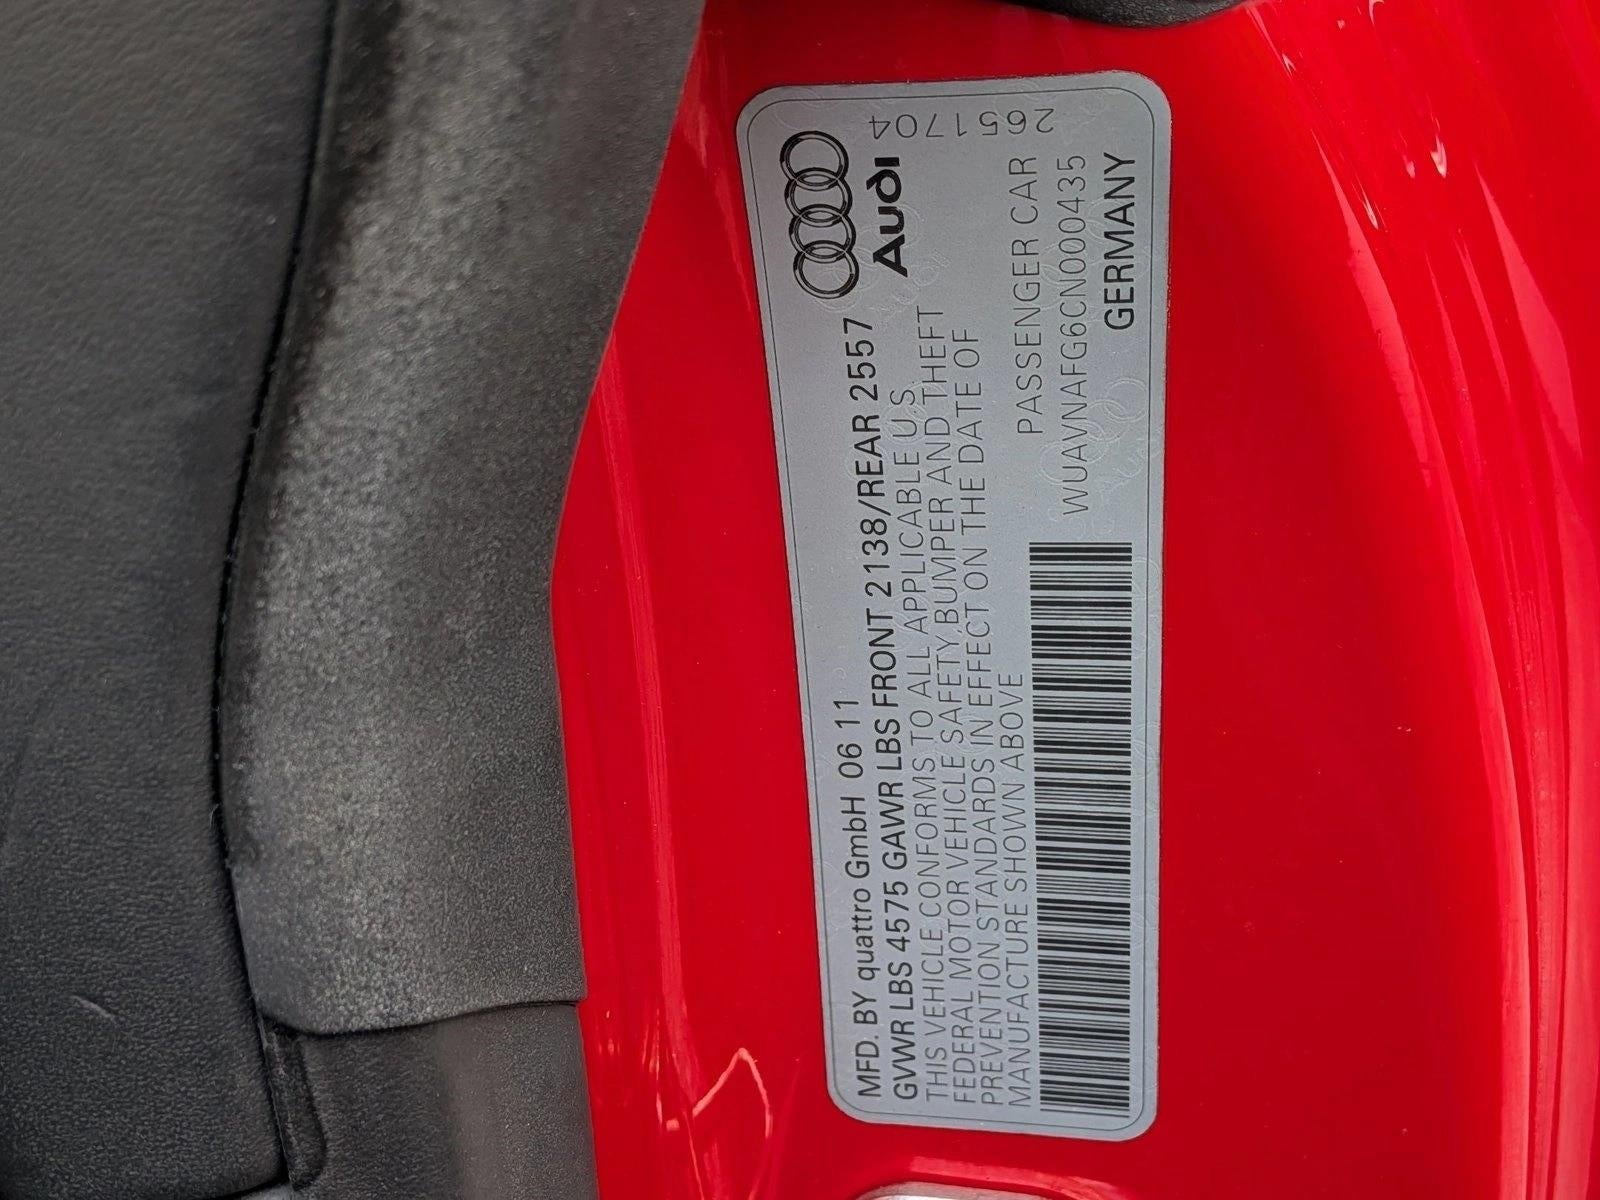 MFD. BY quattro GmbH 06 11
GVWR LBS 4575 GAWR LBS FRONT 2138/REAR 2557
THIS VEHICLE CONFORMS TO ALL APPLICABLE U.S.
FEDERAL MOTOR VEHICLE SAFETY, BUMPER AND THEFT
PREVENTION STANDARDS IN EFFECT ON THE DATE OF
MANUFACTURE SHOWN ABOVE
Audi
2651704
PASSENGER CAR
WUAVNAFG6CN000435
GERMANY